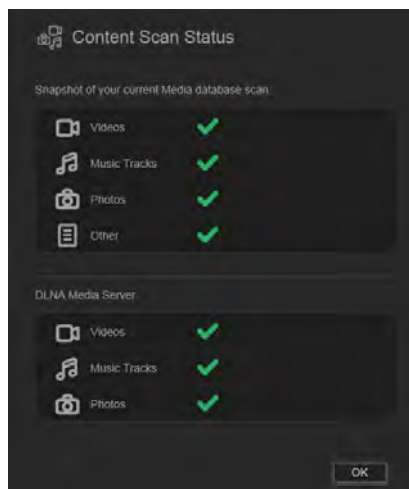 Content Scan Status
Snapshot of your current Media database scan.
Videos
Music Tracks
Photos
Other
DLNA Media Server:
Videos
Music Tracks
Photos
OK